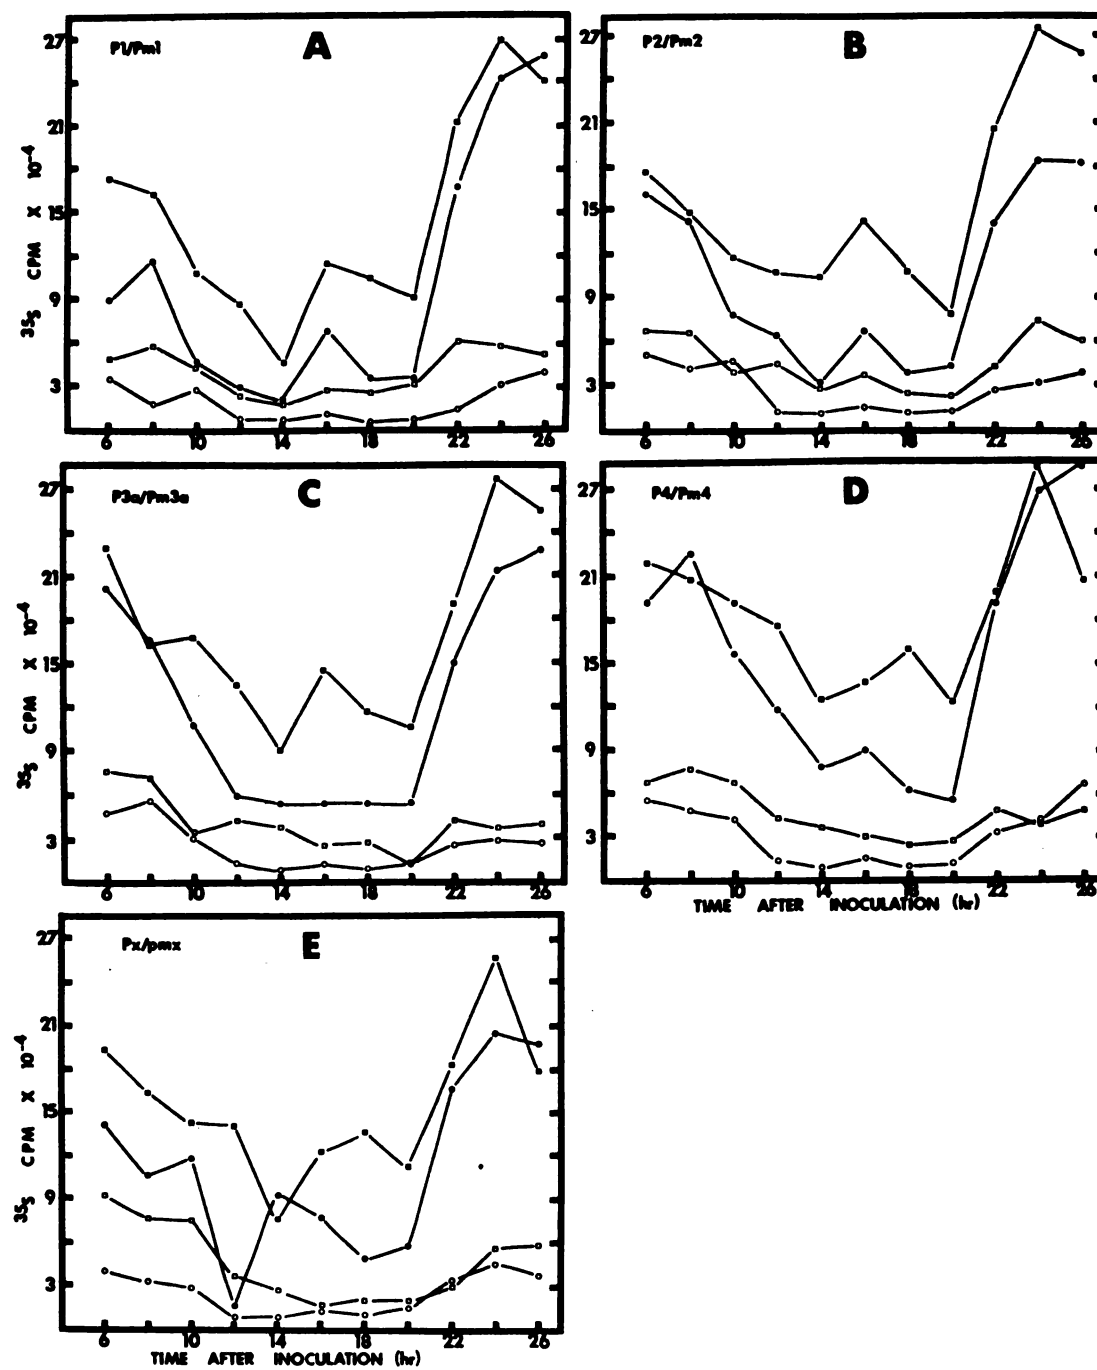 P1/Pm1 A
27
21
15
9
3
35S CPM X 10-4
6 10 14 18 22 26
P2/Pm2 B
27
21
15
9
3
6 10 14 18 22 26
P3a/Pm3a C
27
21
15
9
3
35S CPM X 10-4
6 10 14 18 22 26
P4/Pm4 D
27
21
15
9
3
6 10 14 18 22 26
TIME AFTER INOCULATION (hr)
Px/pmx E
27
21
15
9
3
35S CPM X 10-4
6 10 14 18 22 26
TIME AFTER INOCULATION (hr)